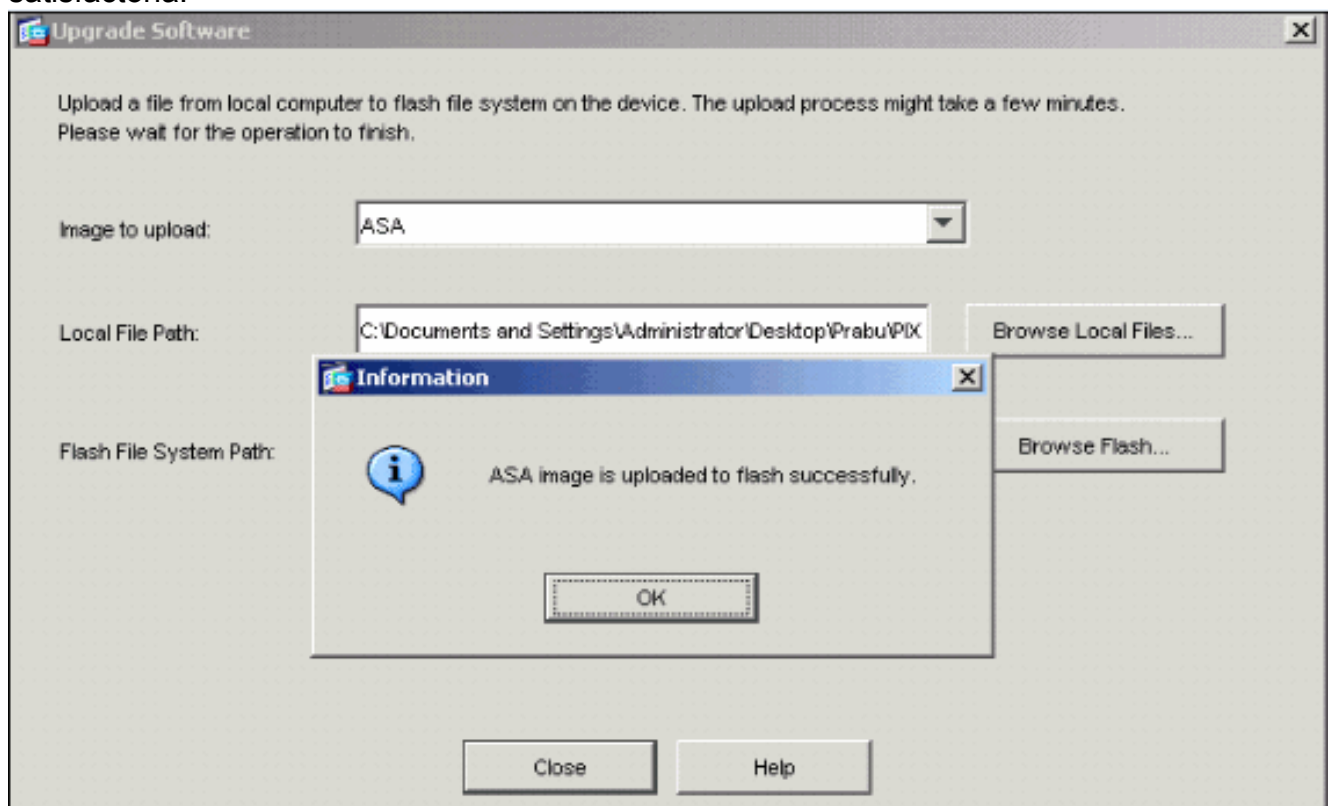 satisfactoria.
Upgrade Software
Upload a file from local computer to flash file system on the device. The upload process might take a few minutes.
Please wait for the operation to finish.
Image to upload:
ASA
Local File Path:
C:\Documents and Settings\Administrator\Desktop\Prabu\PIX
Browse Local Files...
Information
Flash File System Path:
Browse Flash...
ASA image is uploaded to flash successfully.
OK
Close
Help